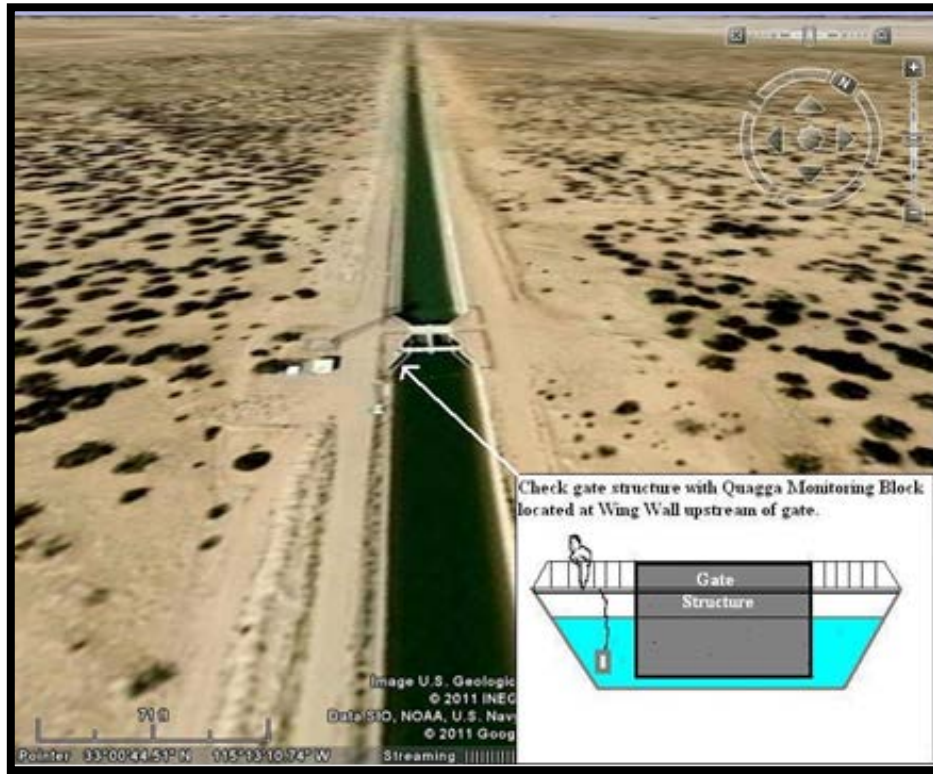 N
Check gate structure with Quagga Monitoring Block
located at Wing Wall upstream of gate.
Gate
Structure
Image U.S. Geologic
© 2011 INEG
Data SIO, NOAA, U.S. Navy
© 2011 Goog
71 ft
Pointer 33°00'44.51" N 115°13'10.74" W Streaming